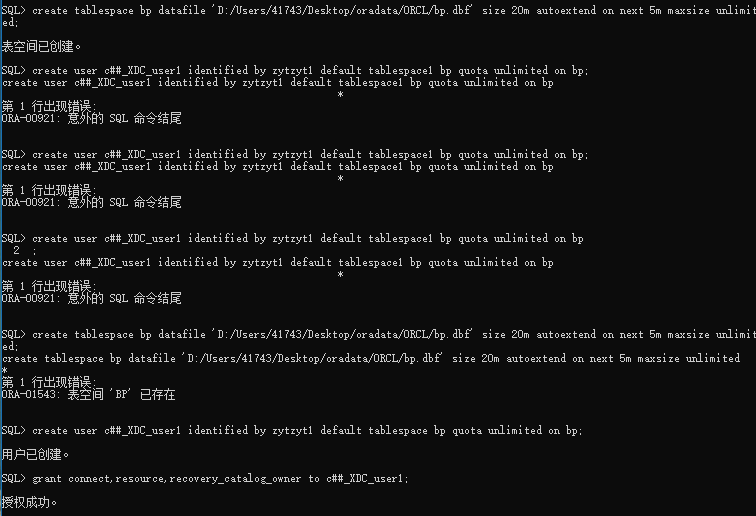 SQL> create tablespace bp datafile 'D:/Users/41743/Desktop/oradata/ORCL/bp.dbf' size 20m autoextend on next 5m maxsize unlimit
ed;
表空间已创建。
SQL> create user c##_XDC_user1 identified by zytzyt1 default tablespace1 bp quota unlimited on bp;
create user c##_XDC_user1 identified by zytzyt1 default tablespace1 bp quota unlimited on bp
*
第 1 行出现错误:
ORA-00921: 意外的 SQL 命令结尾
SQL> create user c##_XDC_user1 identified by zytzyt1 default tablespace1 bp quota unlimited on bp;
create user c##_XDC_user1 identified by zytzyt1 default tablespace1 bp quota unlimited on bp
*
第 1 行出现错误:
ORA-00921: 意外的 SQL 命令结尾
SQL> create user c##_XDC_user1 identified by zytzyt1 default tablespace1 bp quota unlimited on bp
2 ;
create user c##_XDC_user1 identified by zytzyt1 default tablespace1 bp quota unlimited on bp
*
第 1 行出现错误:
ORA-00921: 意外的 SQL 命令结尾
SQL> create tablespace bp datafile 'D:/Users/41743/Desktop/oradata/ORCL/bp.dbf' size 20m autoextend on next 5m maxsize unlimit
ed;
create tablespace bp datafile 'D:/Users/41743/Desktop/oradata/ORCL/bp.dbf' size 20m autoextend on next 5m maxsize unlimited
*
第 1 行出现错误:
ORA-01543: 表空间 'BP' 已存在
SQL> create user c##_XDC_user1 identified by zytzyt1 default tablespace bp quota unlimited on bp;
用户已创建。
SQL> grant connect,resource,recovery_catalog_owner to c##_XDC_user1;
授权成功。